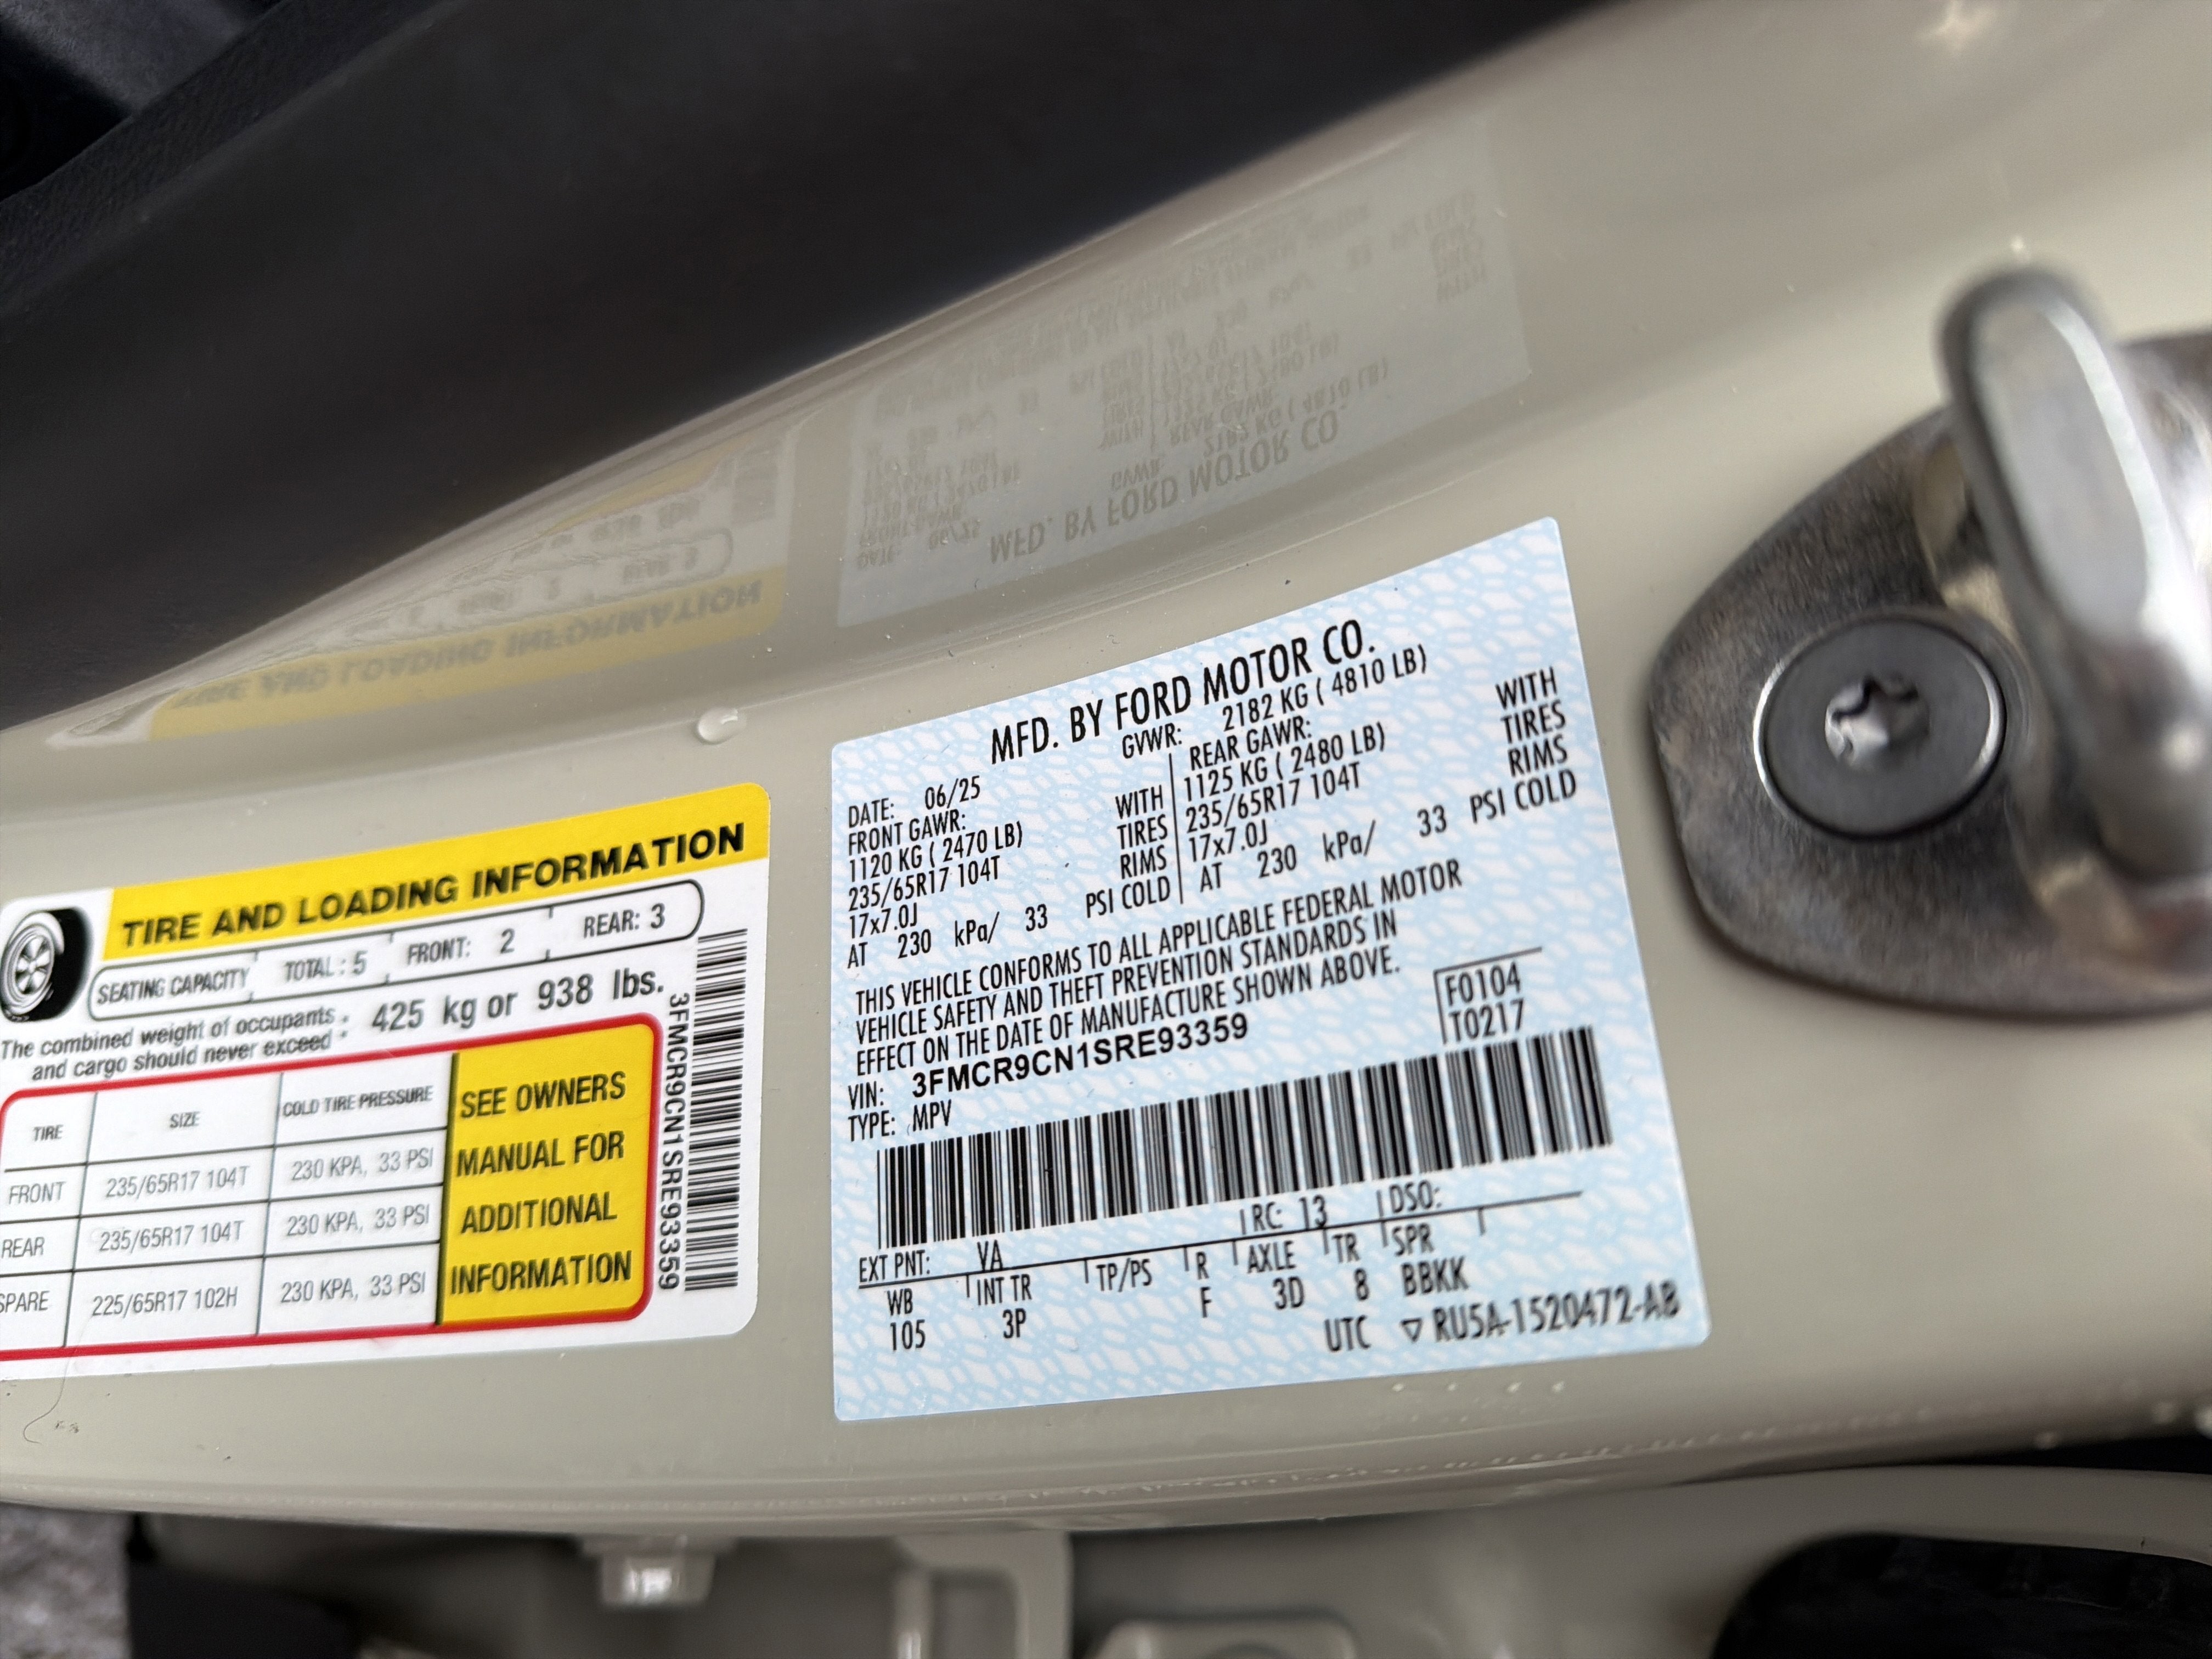 TIRE AND LOADING INFORMATION
SEATING CAPACITY TOTAL : 5 FRONT: 2 REAR: 3
The combined weight of occupants : 425 kg or 938 lbs.
and cargo should never exceed
TIRE SIZE COLD TIRE PRESSURE
FRONT 235/65R17 104T 230 KPA, 33 PSI
REAR 235/65R17 104T 230 KPA, 33 PSI
SPARE 225/65R17 102H 230 KPA, 33 PSI
SEE OWNERS
MANUAL FOR
ADDITIONAL
INFORMATION
3FMCR9CN1SRE93359
MFD. BY FORD MOTOR CO.
DATE: 06/25 GVWR: 2182 KG ( 4810 LB)
FRONT GAWR: REAR GAWR:
1120 KG ( 2470 LB) WITH 1125 KG ( 2480 LB) WITH
235/65R17 104T TIRES 235/65R17 104T TIRES
17x7.0J RIMS 17x7.0J RIMS
AT 230 kPa/ 33 PSI COLD AT 230 kPa/ 33 PSI COLD
THIS VEHICLE CONFORMS TO ALL APPLICABLE FEDERAL MOTOR
VEHICLE SAFETY AND THEFT PREVENTION STANDARDS IN
EFFECT ON THE DATE OF MANUFACTURE SHOWN ABOVE.
VIN: 3FMCR9CN1SRE93359
TYPE: MPV
F0104
T0217
EXT PNT: VA RC: 13 DSO:
WB INT TR TP/PS R AXLE TR SPR
105 3P F 3D 8 BBKK
UTC ▽ RU5A-1520472-AB